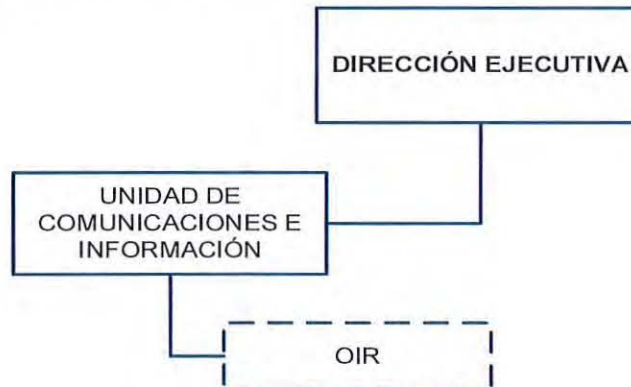 DIRECCIÓN EJECUTIVA
UNIDAD DE
COMUNICACIONES E
INFORMACIÓN
OIR